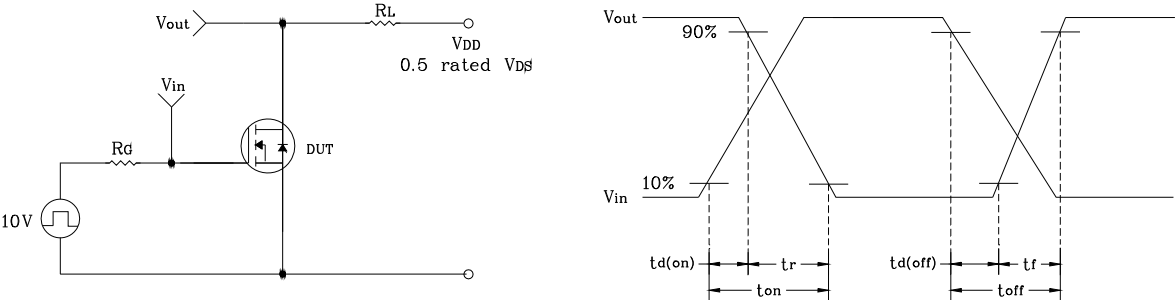 Vout
RL
VDD
0.5 rated VDS
Vin
RG
DUT
10V
Vout
90%
10%
Vin
td(on)
tr
td(off)
tf
ton
toff